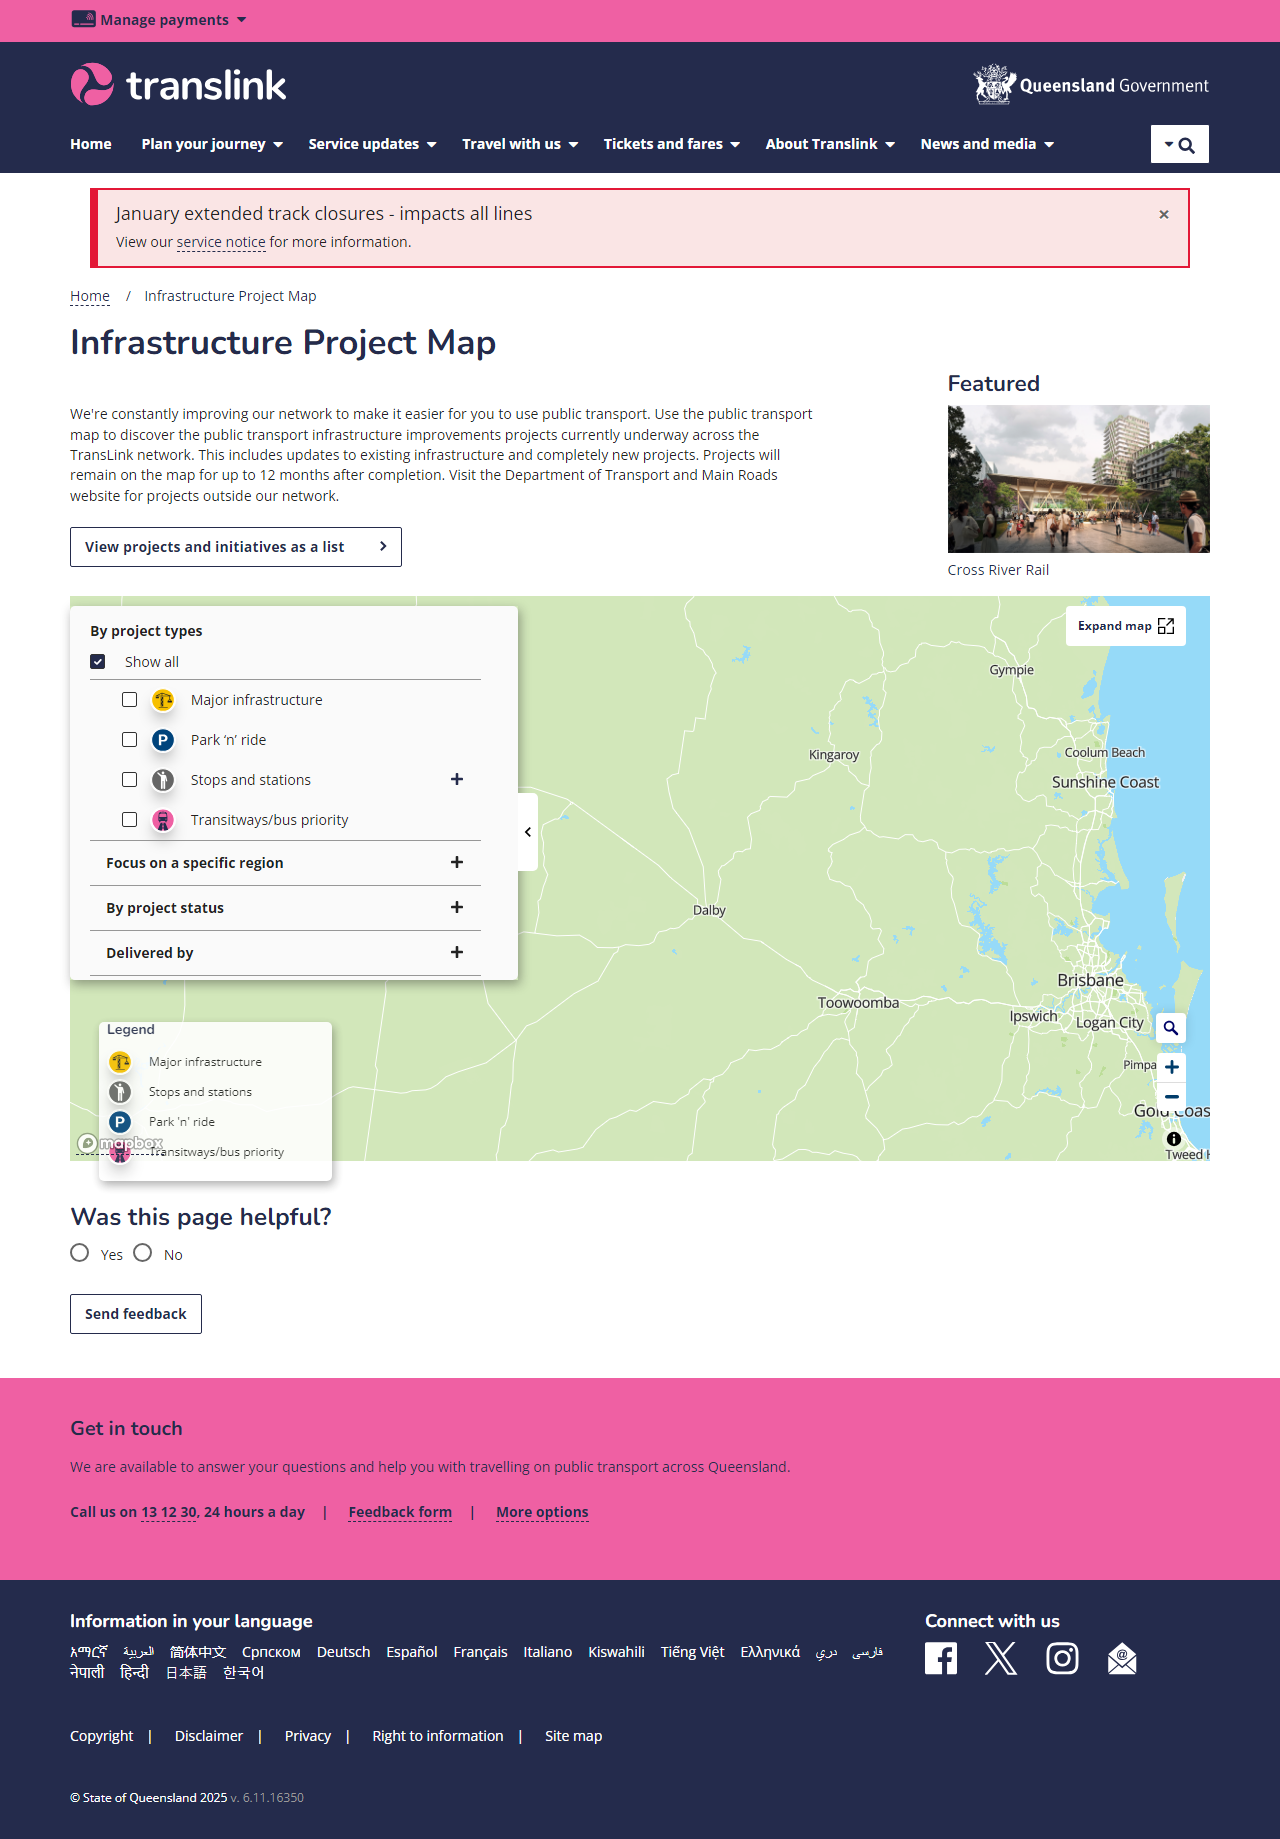 Manage payments
translink
Queensland Government
Home Plan your journey Service updates Travel with us Tickets and fares About Translink News and media
January extended track closures - impacts all lines
×
View our service notice for more information.
Home / Infrastructure Project Map
Infrastructure Project Map
Featured
We're constantly improving our network to make it easier for you to use public transport. Use the public transport
map to discover the public transport infrastructure improvements projects currently underway across the
TransLink network. This includes updates to existing infrastructure and completely new projects. Projects will
remain on the map for up to 12 months after completion. Visit the Department of Transport and Main Roads
website for projects outside our network.
View projects and initiatives as a list
Cross River Rail
By project types
Show all
Major infrastructure
P Park ‘n’ ride
Stops and stations
Transitways/bus priority
Focus on a specific region
By project status
Delivered by
Expand map
Gympie
Kingaroy
Coolum Beach
Sunshine Coast
Dalby
Brisbane
Toowoomba
Ipswich
Logan City
Pimpa
Gold Coas
Tweed H
Legend
Major infrastructure
Stops and stations
P Park 'n' ride
mapbox
Transitways/bus priority
Was this page helpful?
Yes No
Send feedback
Get in touch
We are available to answer your questions and help you with travelling on public transport across Queensland.
Call us on 13 12 30, 24 hours a day | Feedback form | More options
Information in your language
አማርኛ العربية 简体中文 Српском Deutsch Español Français Italiano Kiswahili Tiếng Việt Ελληνικά دري فارسی
नेपाली हिन्दी 日本語 한국어
Connect with us
Copyright | Disclaimer | Privacy | Right to information | Site map
© State of Queensland 2025 v. 6.11.16350